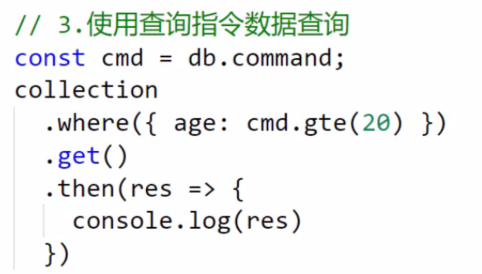 // 3.使用查询指令数据查询
const cmd = db.command;
collection
  .where({ age: cmd.gte(20) })
  .get()
  .then(res => {
    console.log(res)
  })